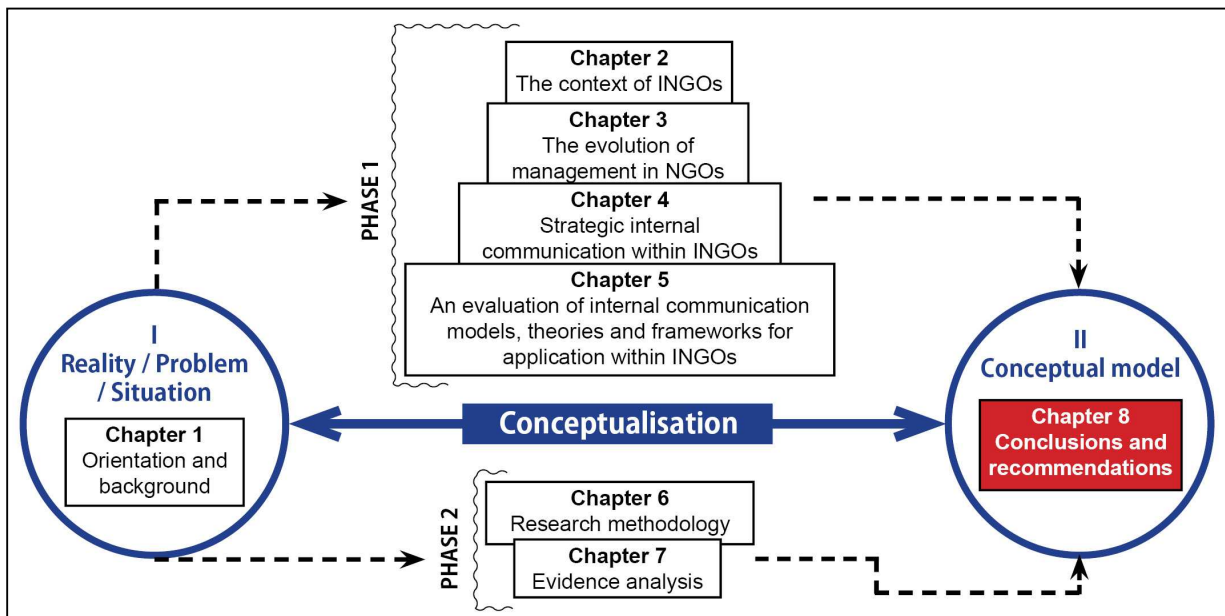 Chapter 2
The context of INGOs
Chapter 3
The evolution of
management in NGOs
PHASE 1
Chapter 4
Strategic internal
communication within INGOs
Chapter 5
An evaluation of internal communication
models, theories and frameworks for
application within INGOs
I
Reality / Problem
/ Situation
Chapter 1
Orientation and
background
Conceptualisation
II
Conceptual model
Chapter 8
Conclusions and
recommendations
PHASE 2
Chapter 6
Research methodology
Chapter 7
Evidence analysis